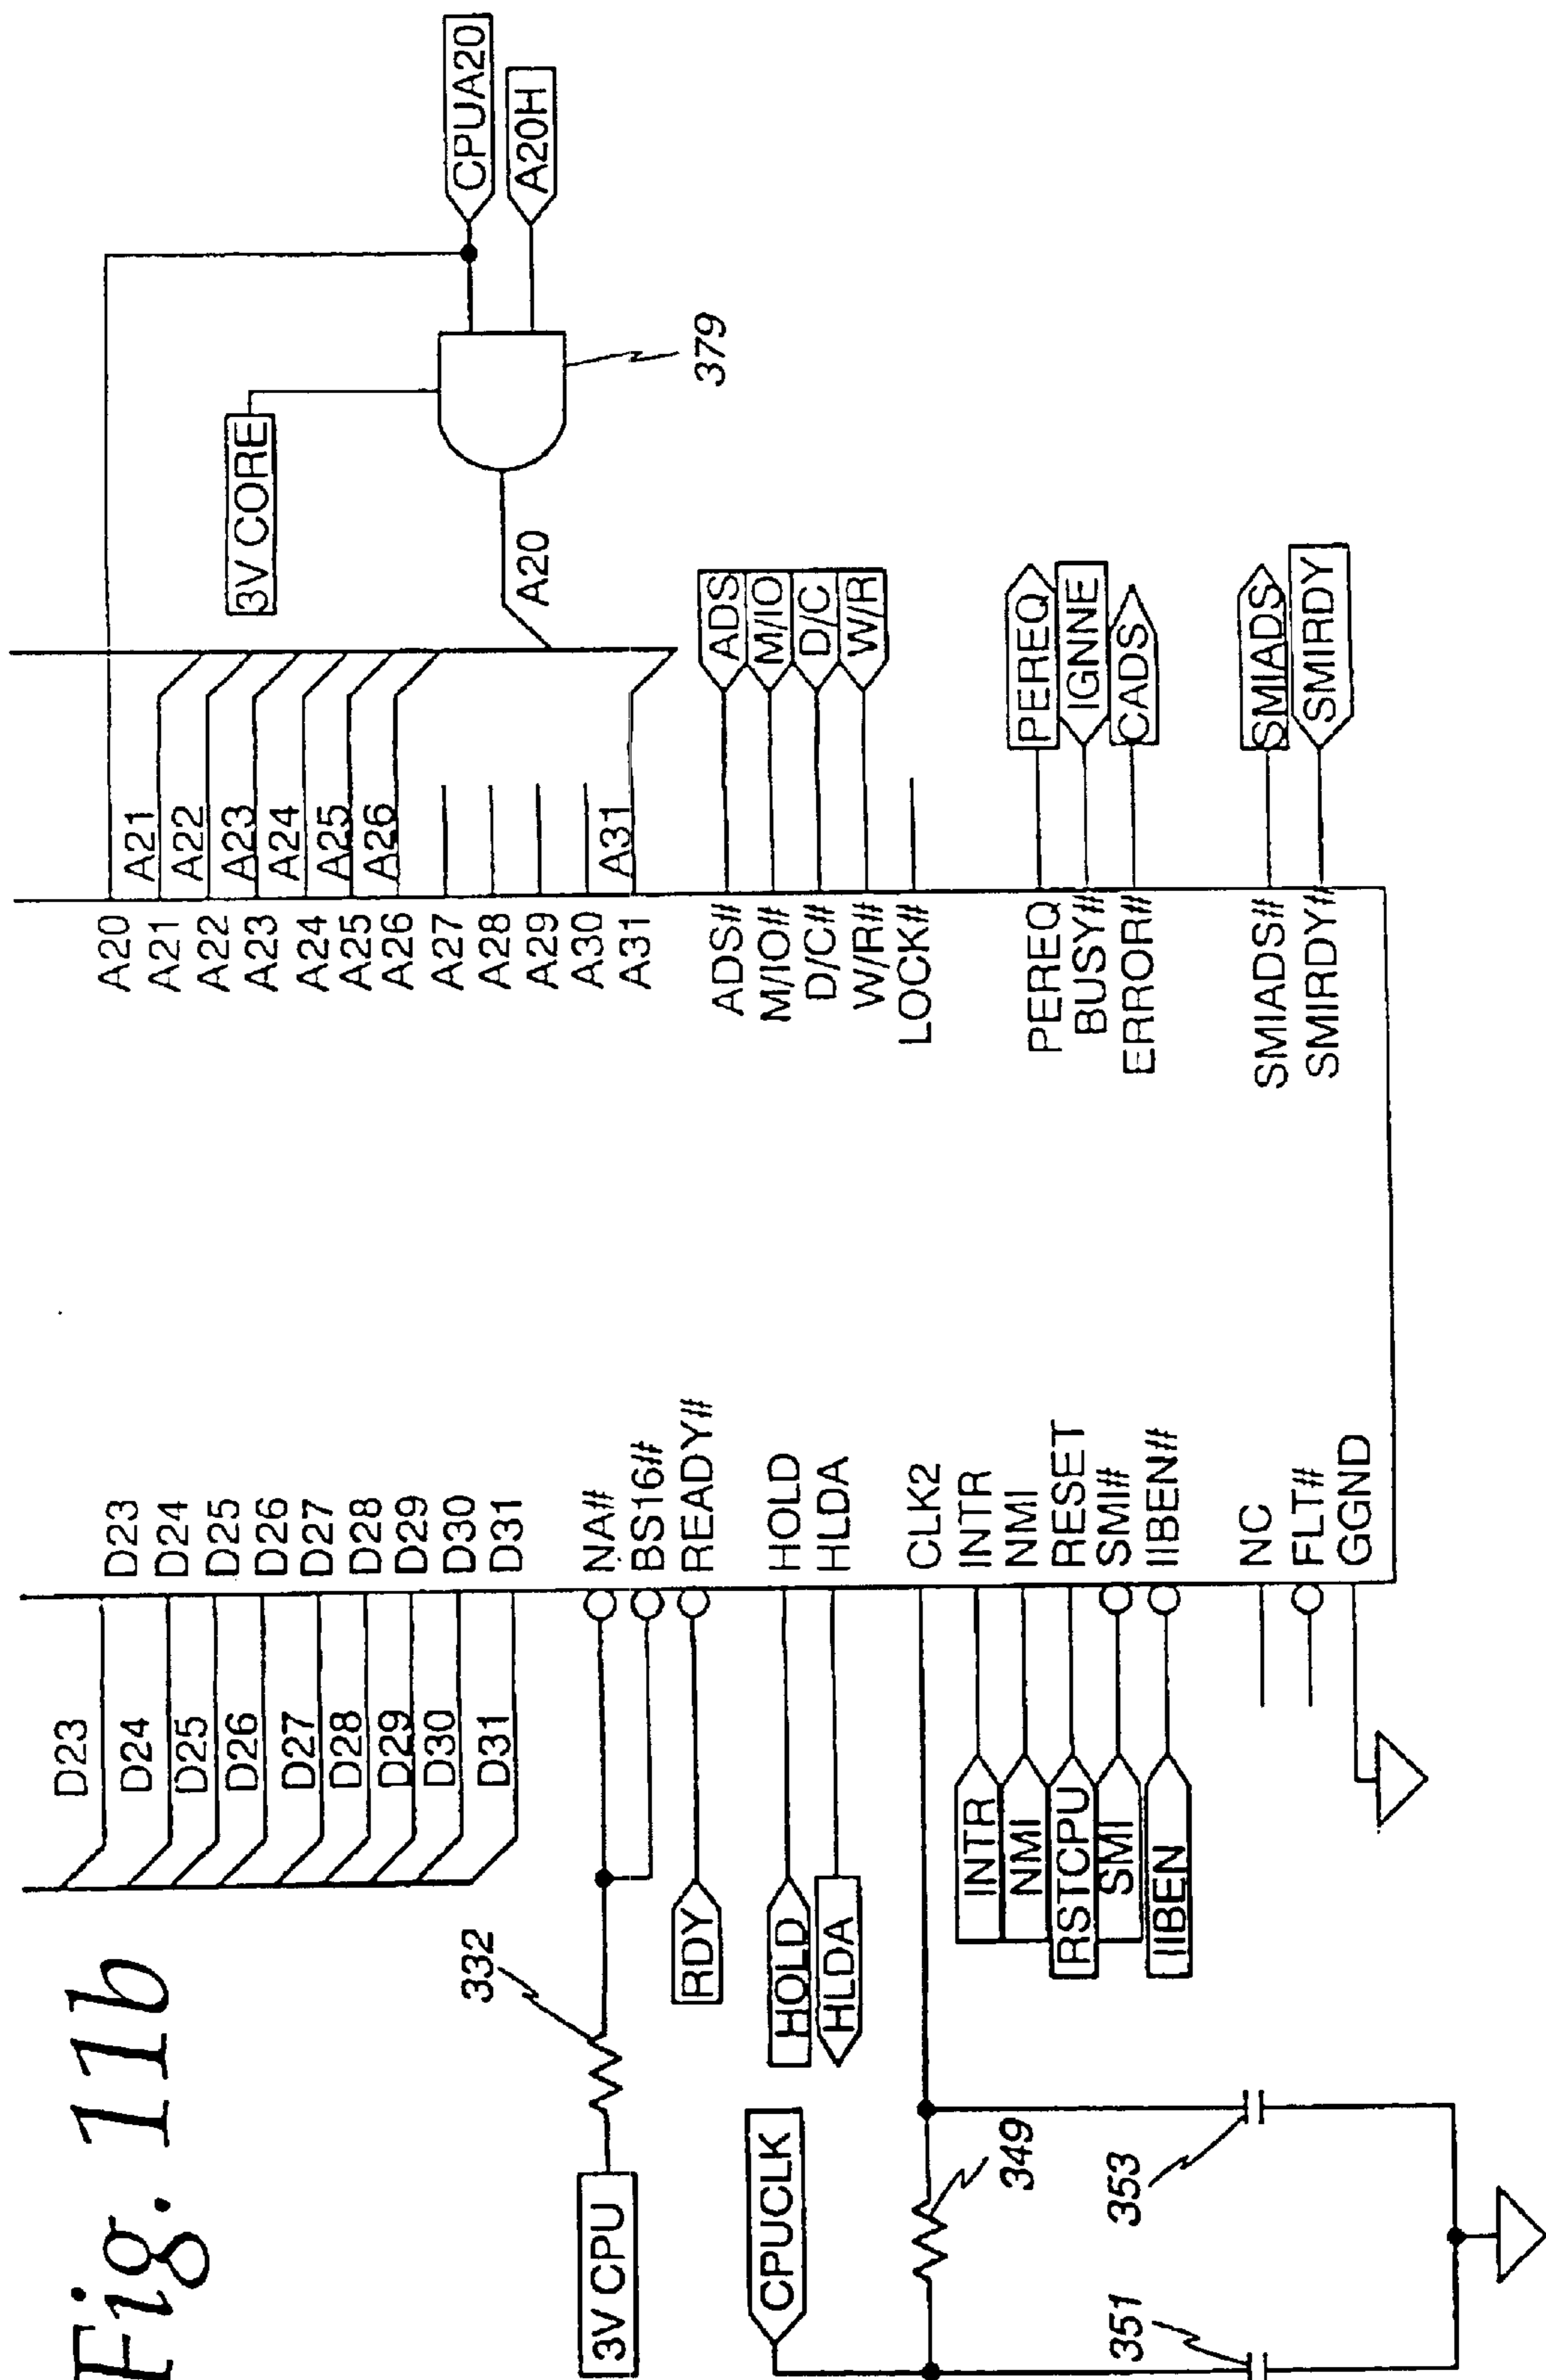 Fig. 11b
D23 D23
D24 D24
D25 D25
D26 D26
D27 D27
D28 D28
D29 D29
D30 D30
D31 D31
332
3V CPU
NA#
BS16#
RDY READY#
HOLD HOLD
HLDA HLDA
CPUCLK
CLK2
349
351
353
INTR INTR
NMI NMI
RSTCPU RESET
SMI SMI#
IIBEN IIBEN#
NC
FLT#
GGND
A20
A21 A21
A22 A22
A23 A23
A24 A24
A25 A25
A26 A26
A27
A28
A29
A30
A31 A31
3V CORE
CPUA20
A20H
A20
379
ADS# ADS
M/IO# M/IO
D/C# D/C
W/R# W/R
LOCK#
PEREQ PEREQ
BUSY# IGNNE
ERROR# CADS
SMIADS# SMIADS
SMIRDY# SMIRDY